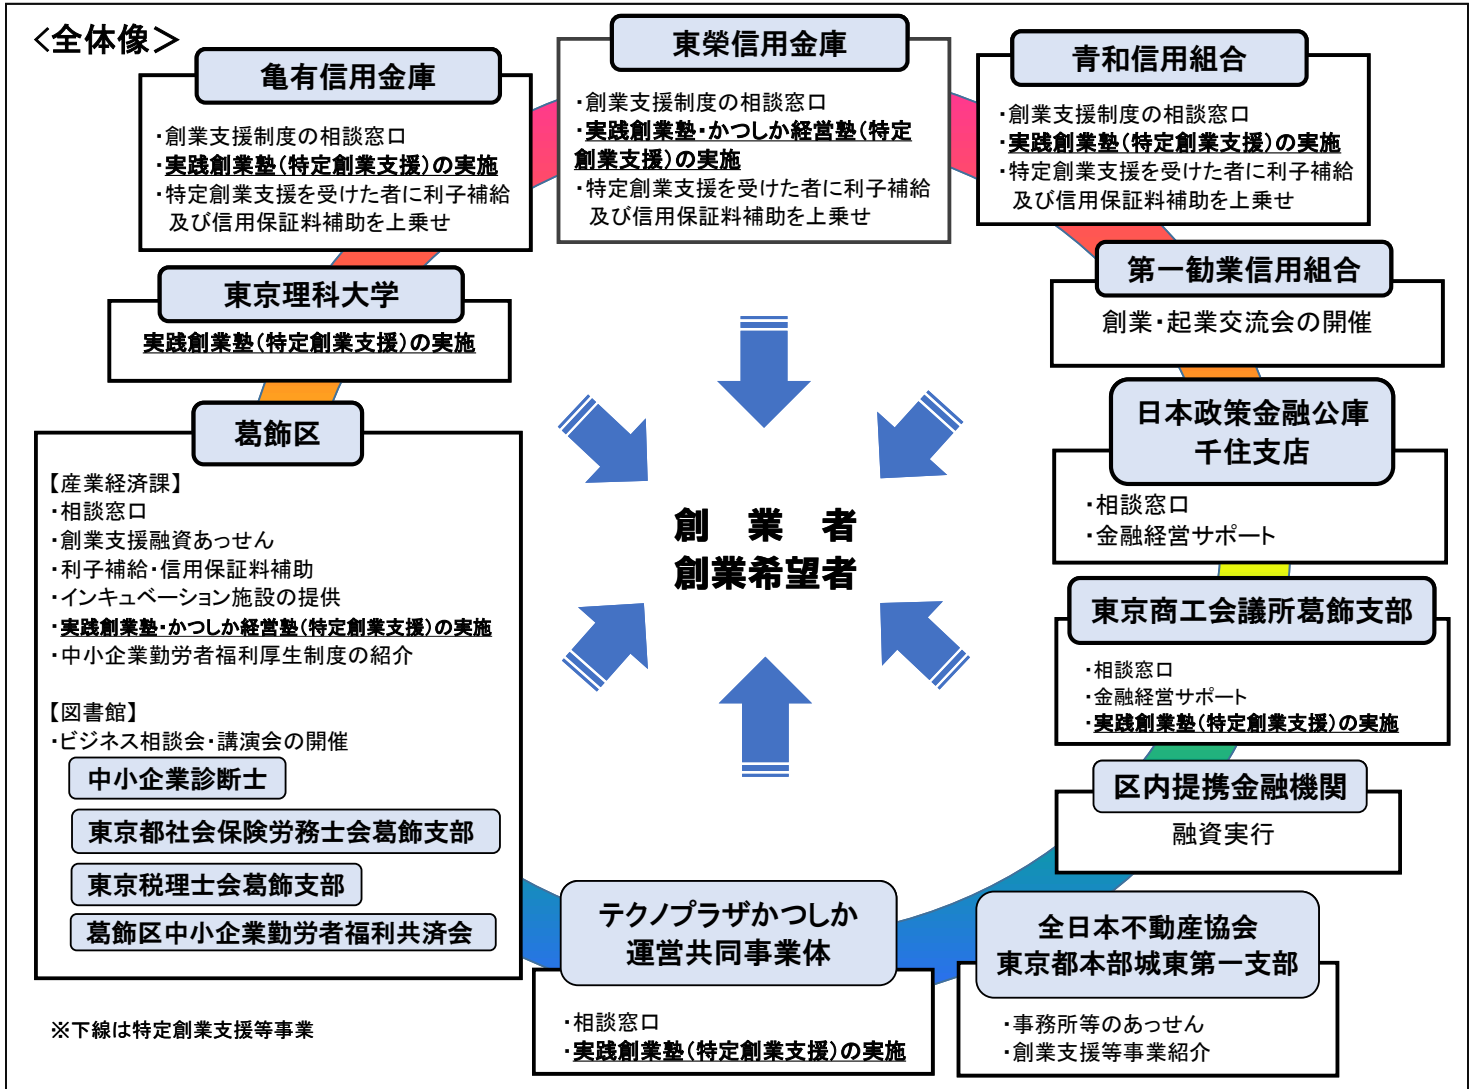 ＜全体像＞
亀有信用金庫
・創業支援制度の相談窓口
・実践創業塾（特定創業支援）の実施
・特定創業支援を受けた者に利子補給
及び信用保証料補助を上乗せ
東榮信用金庫
・創業支援制度の相談窓口
・実践創業塾・かつしか経営塾（特定
創業支援）の実施
・特定創業支援を受けた者に利子補給
及び信用保証料補助を上乗せ
青和信用組合
・創業支援制度の相談窓口
・実践創業塾（特定創業支援）の実施
・特定創業支援を受けた者に利子補給
及び信用保証料補助を上乗せ
東京理科大学
実践創業塾（特定創業支援）の実施
第一勧業信用組合
創業・起業交流会の開催
葛飾区
【産業経済課】
・相談窓口
・創業支援融資あっせん
・利子補給・信用保証料補助
・インキュベーション施設の提供
・実践創業塾・かつしか経営塾（特定創業支援）の実施
・中小企業勤労者福利厚生制度の紹介
【図書館】
・ビジネス相談会・講演会の開催
中小企業診断士
東京都社会保険労務士会葛飾支部
東京税理士会葛飾支部
葛飾区中小企業勤労者福利共済会
創　業　者
創業希望者
日本政策金融公庫
千住支店
・相談窓口
・金融経営サポート
東京商工会議所葛飾支部
・相談窓口
・金融経営サポート
・実践創業塾（特定創業支援）の実施
区内提携金融機関
融資実行
テクノプラザかつしか
運営共同事業体
・相談窓口
・実践創業塾（特定創業支援）の実施
全日本不動産協会
東京都本部城東第一支部
・事務所等のあっせん
・創業支援等事業紹介
※下線は特定創業支援等事業